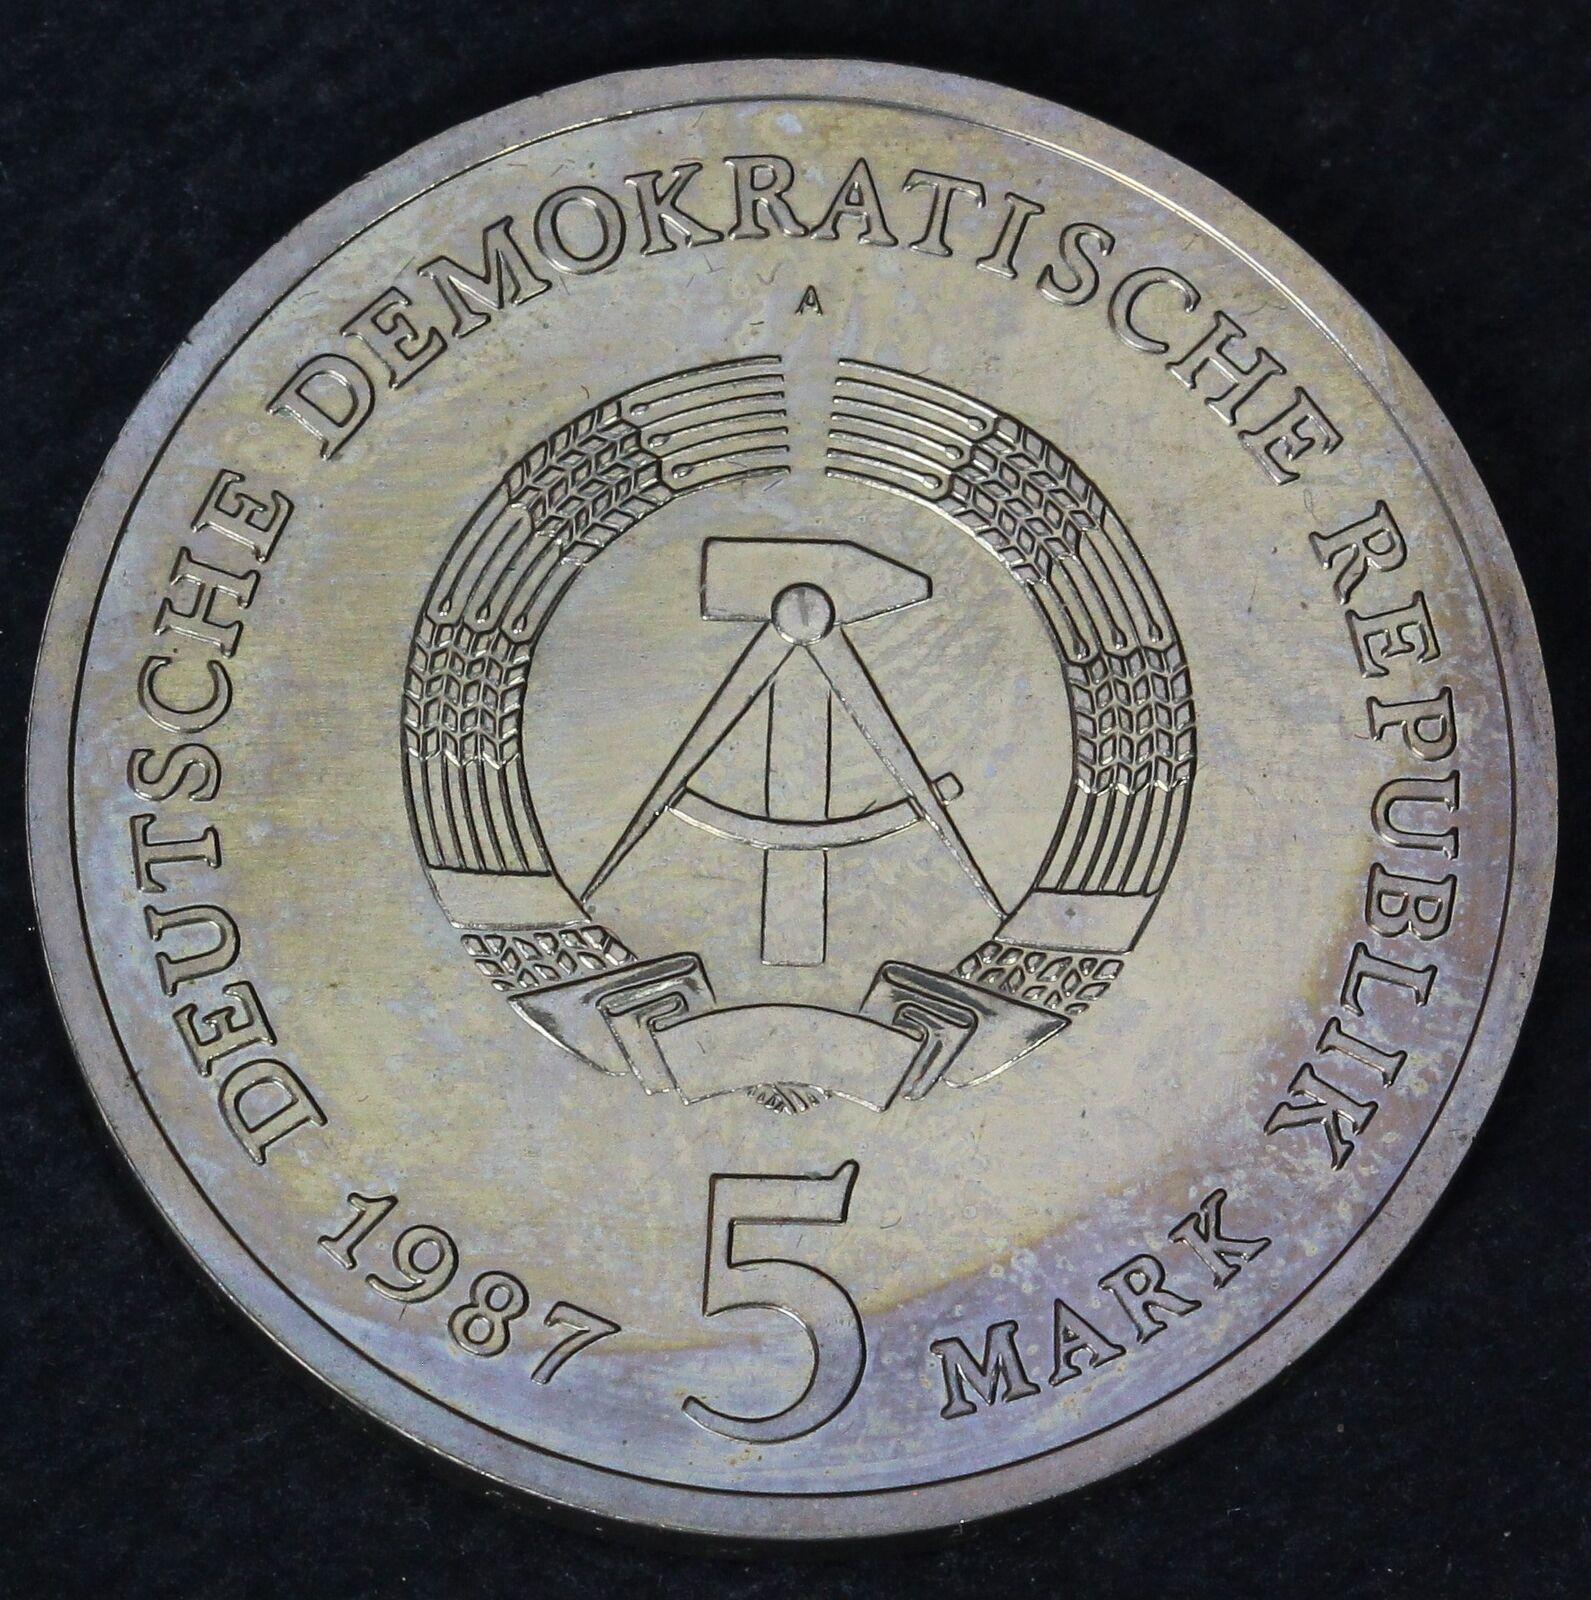 DEUTSCHE DEMOKRATISCHE REPUBLIK
A
1987 5 MARK